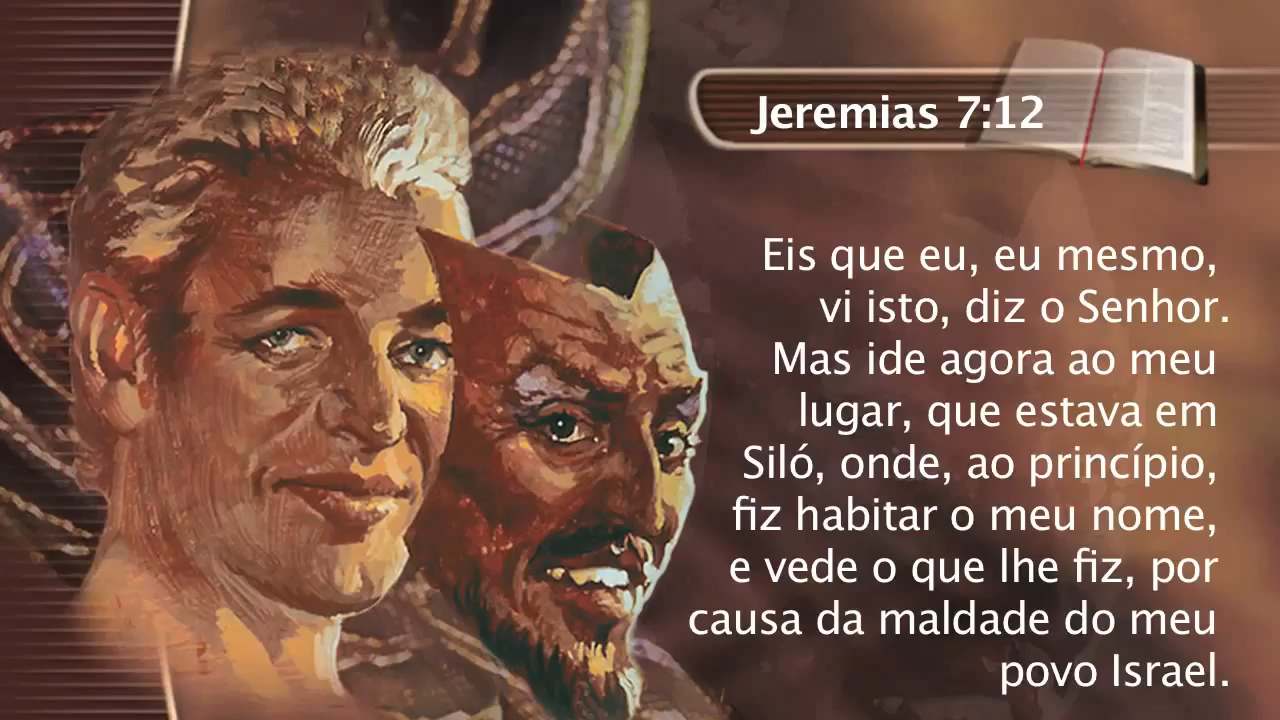 Jeremias 7:12
Eis que eu, eu mesmo,
vi isto, diz o Senhor.
Mas ide agora ao meu
lugar, que estava em
Siló, onde, ao princípio,
fiz habitar o meu nome,
e vede o que lhe fiz, por
causa da maldade do meu
povo Israel.